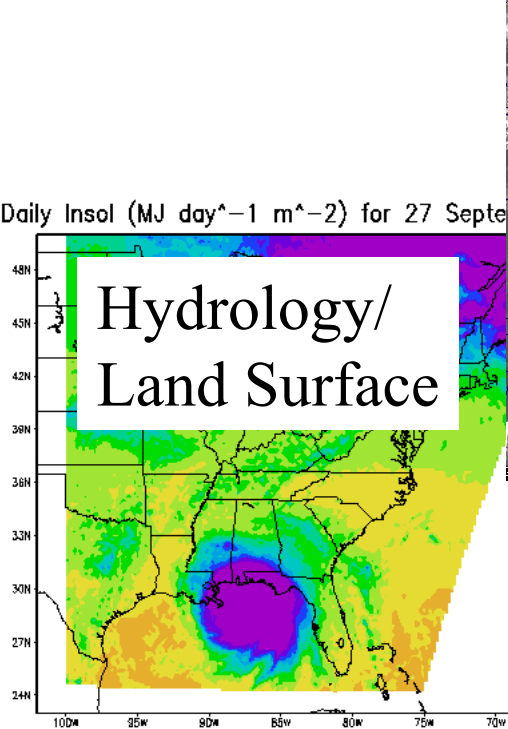 Daily Insol (MJ day^-1 m^-2) for 27 Septe
Hydrology/
Land Surface
48N
45N
42N
39N
36N
33N
30N
27N
24N
100W 95W 90W 85W 80W 75W 70W